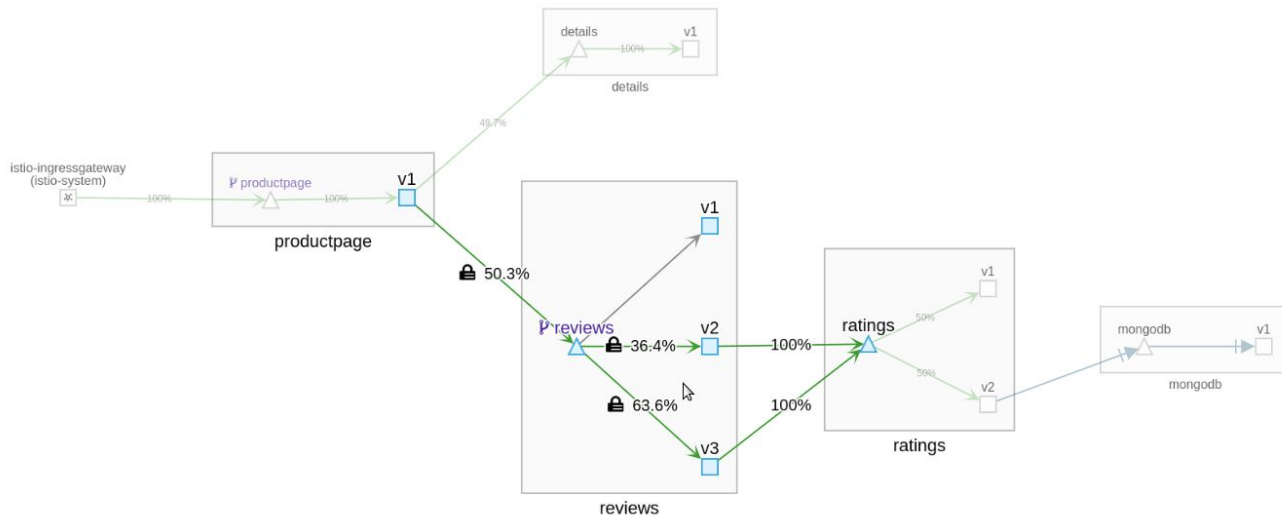 details
v1
100%
details
49.7%
istio-ingressgateway
(istio-system)
100%
productpage
100%
v1
productpage
50.3%
v1
reviews
36.4%
v2
63.6%
v3
reviews
100%
100%
ratings
v1
50%
50%
v2
ratings
mongodb
v1
mongodb